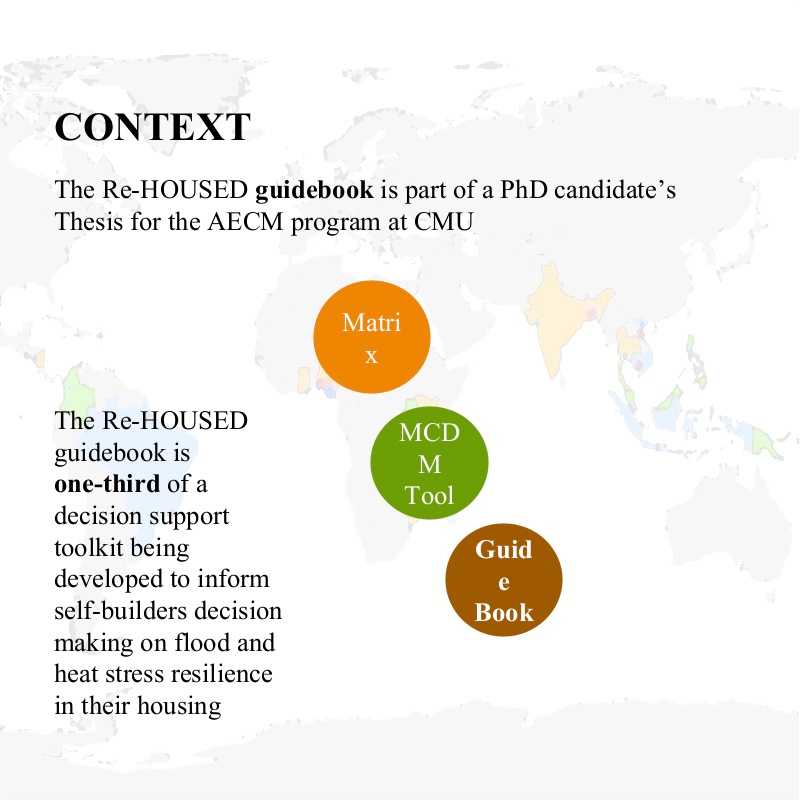 CONTEXT
The Re-HOUSED guidebook is part of a PhD candidate’s
Thesis for the AECM program at CMU
Matri
x
The Re-HOUSED
guidebook is
one-third of a
decision support
toolkit being
developed to inform
self-builders decision
making on flood and
heat stress resilience
in their housing
MCD
M
Tool
Guid
e
Book